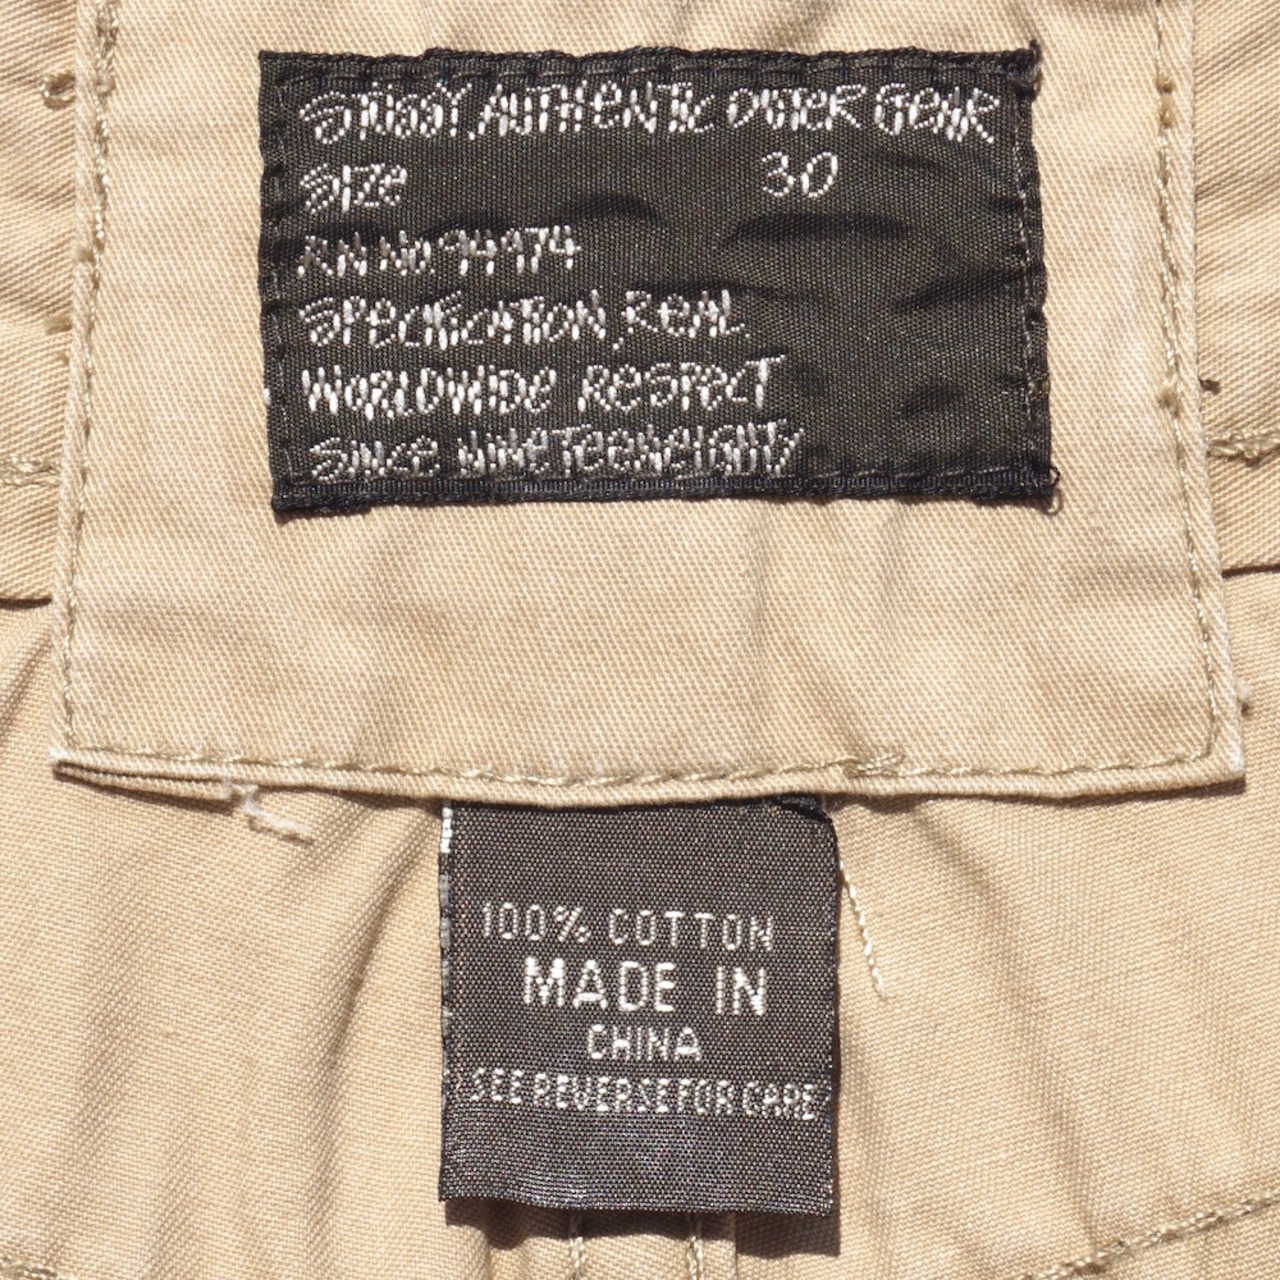 STUSSY, AUTHENTIC OUTER GEAR
SIZE 30
RN NO. 94974
SPECIFICATION, REAL
WORLDWIDE RESPECT
SINCE NINETEENEIGHTY
100% COTTON
MADE IN
CHINA
SEE REVERSE FOR CARE